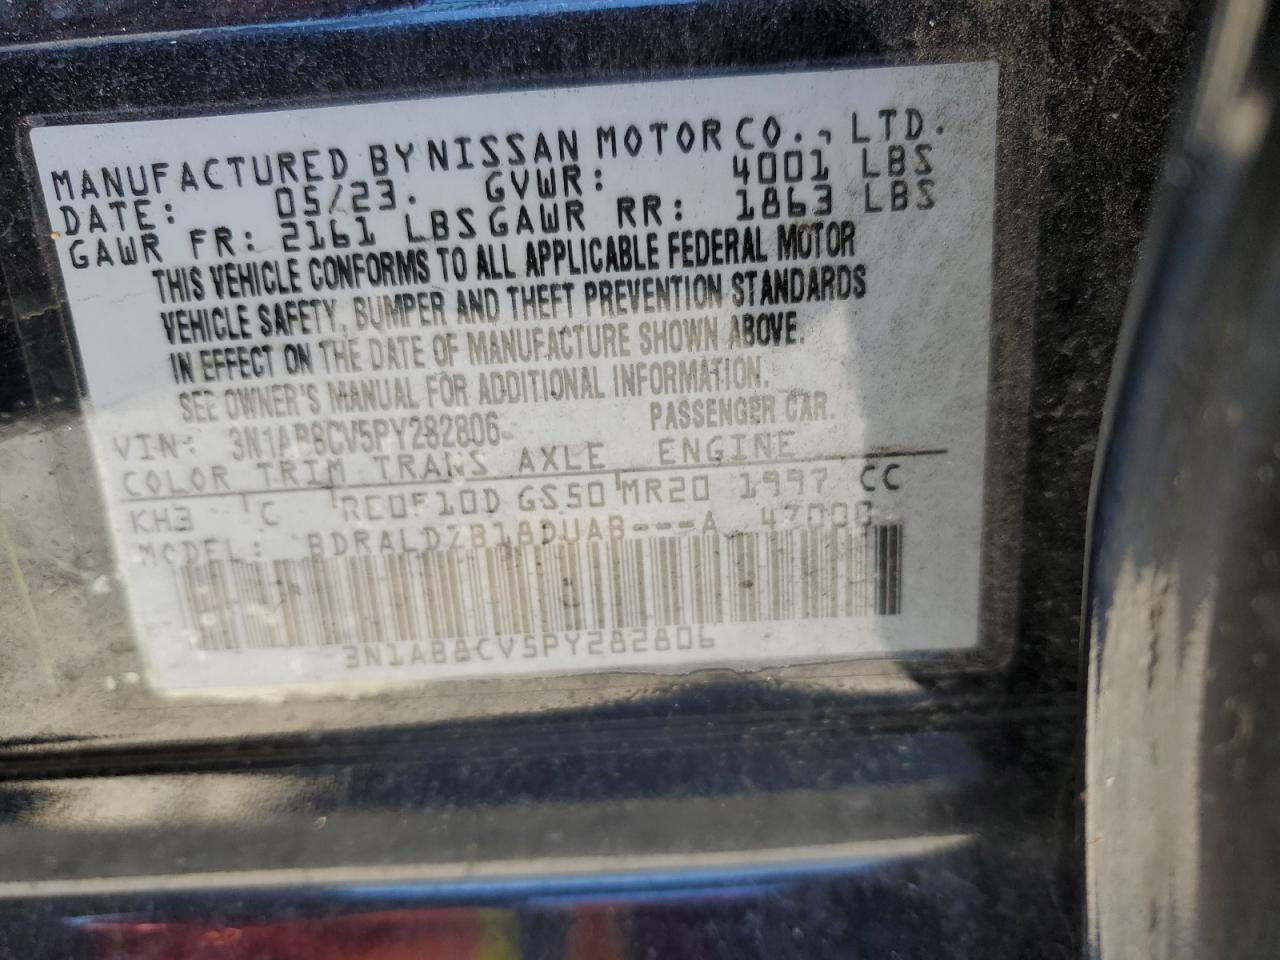 MANUFACTURED BY NISSAN MOTOR CO., LTD.
DATE: 05/23. GVWR: 4001 LBS
GAWR FR: 2161 LBS GAWR RR: 1863 LBS
THIS VEHICLE CONFORMS TO ALL APPLICABLE FEDERAL MOTOR
VEHICLE SAFETY, BUMPER AND THEFT PREVENTION STANDARDS
IN EFFECT ON THE DATE OF MANUFACTURE SHOWN ABOVE.
SEE OWNER'S MANUAL FOR ADDITIONAL INFORMATION.
VIN: 3N1AB8CV5PY282806 PASSENGER CAR.
COLOR TRIM TRANS AXLE ENGINE
KH3 C RE0F10D GS50 MR20 1997 CC
MODEL: BDRALDZB18DUAB---A 47000
3N1AB8CV5PY282806